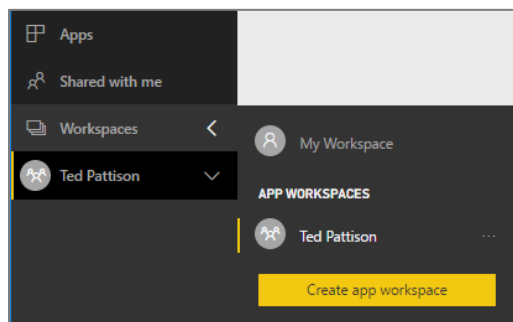 Apps
Shared with me
Workspaces
Ted Pattison
My Workspace
APP WORKSPACES
Ted Pattison
Create app workspace